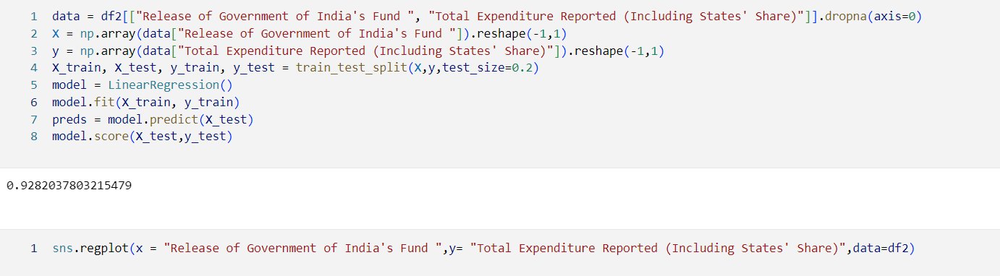 1 data = df2[["Release of Government of India's Fund ", "Total Expenditure Reported (Including States' Share)"]].dropna(axis=0)
2 X = np.array(data["Release of Government of India's Fund "]).reshape(-1,1)
3 y = np.array(data["Total Expenditure Reported (Including States' Share)"]).reshape(-1,1)
4 X_train, X_test, y_train, y_test = train_test_split(X,y,test_size=0.2)
5 model = LinearRegression()
6 model.fit(X_train, y_train)
7 preds = model.predict(X_test)
8 model.score(X_test,y_test)
0.9282037803215479
1 sns.regplot(x = "Release of Government of India's Fund ",y= "Total Expenditure Reported (Including States' Share)",data=df2)